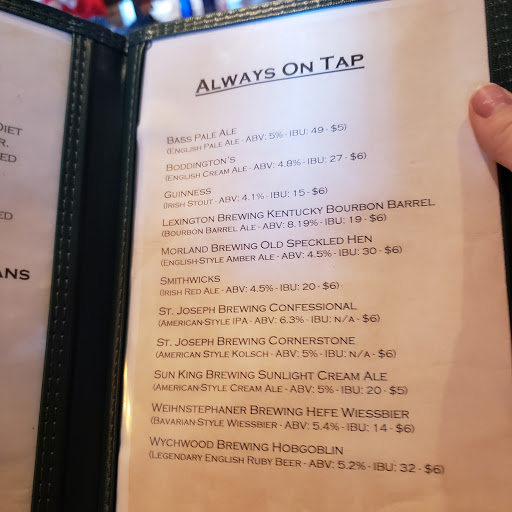 DIET
R.
ED
ED
ANS
ALWAYS ON TAP
BASS PALE ALE
(ENGLISH PALE ALE - ABV: 5% - IBU: 49 - $5)
BODDINGTON'S
(ENGLISH CREAM ALE - ABV: 4.8% - IBU: 27 - $6)
GUINNESS
(IRISH STOUT - ABV: 4.1% - IBU: 15 - $6)
LEXINGTON BREWING KENTUCKY BOURBON BARREL
(BOURBON BARREL ALE - ABV: 8.19% - IBU: 19 - $6)
MORLAND BREWING OLD SPECKLED HEN
(ENGLISH-STYLE AMBER ALE - ABV: 4.5% - IBU: 30 - $6)
SMITHWICKS
(IRISH RED ALE - ABV: 4.5% - IBU: 20 - $6)
ST. JOSEPH BREWING CONFESSIONAL
(AMERICAN-STYLE IPA - ABV: 6.3% - IBU: N/A - $6)
ST. JOSEPH BREWING CORNERSTONE
(AMERICAN STYLE KOLSCH - ABV: 5% - IBU: N/A - $6)
SUN KING BREWING SUNLIGHT CREAM ALE
(AMERICAN-STYLE CREAM ALE - ABV: 5% - IBU: 20 - $5)
WEIHNSTEPHANER BREWING HEFE WIESSBIER
(BAVARIAN-STYLE WIESSBIER - ABV: 5.4% - IBU: 14 - $6)
WYCHWOOD BREWING HOBGOBLIN
(LEGENDARY ENGLISH RUBY BEER - ABV: 5.2% - IBU: 32 - $6)